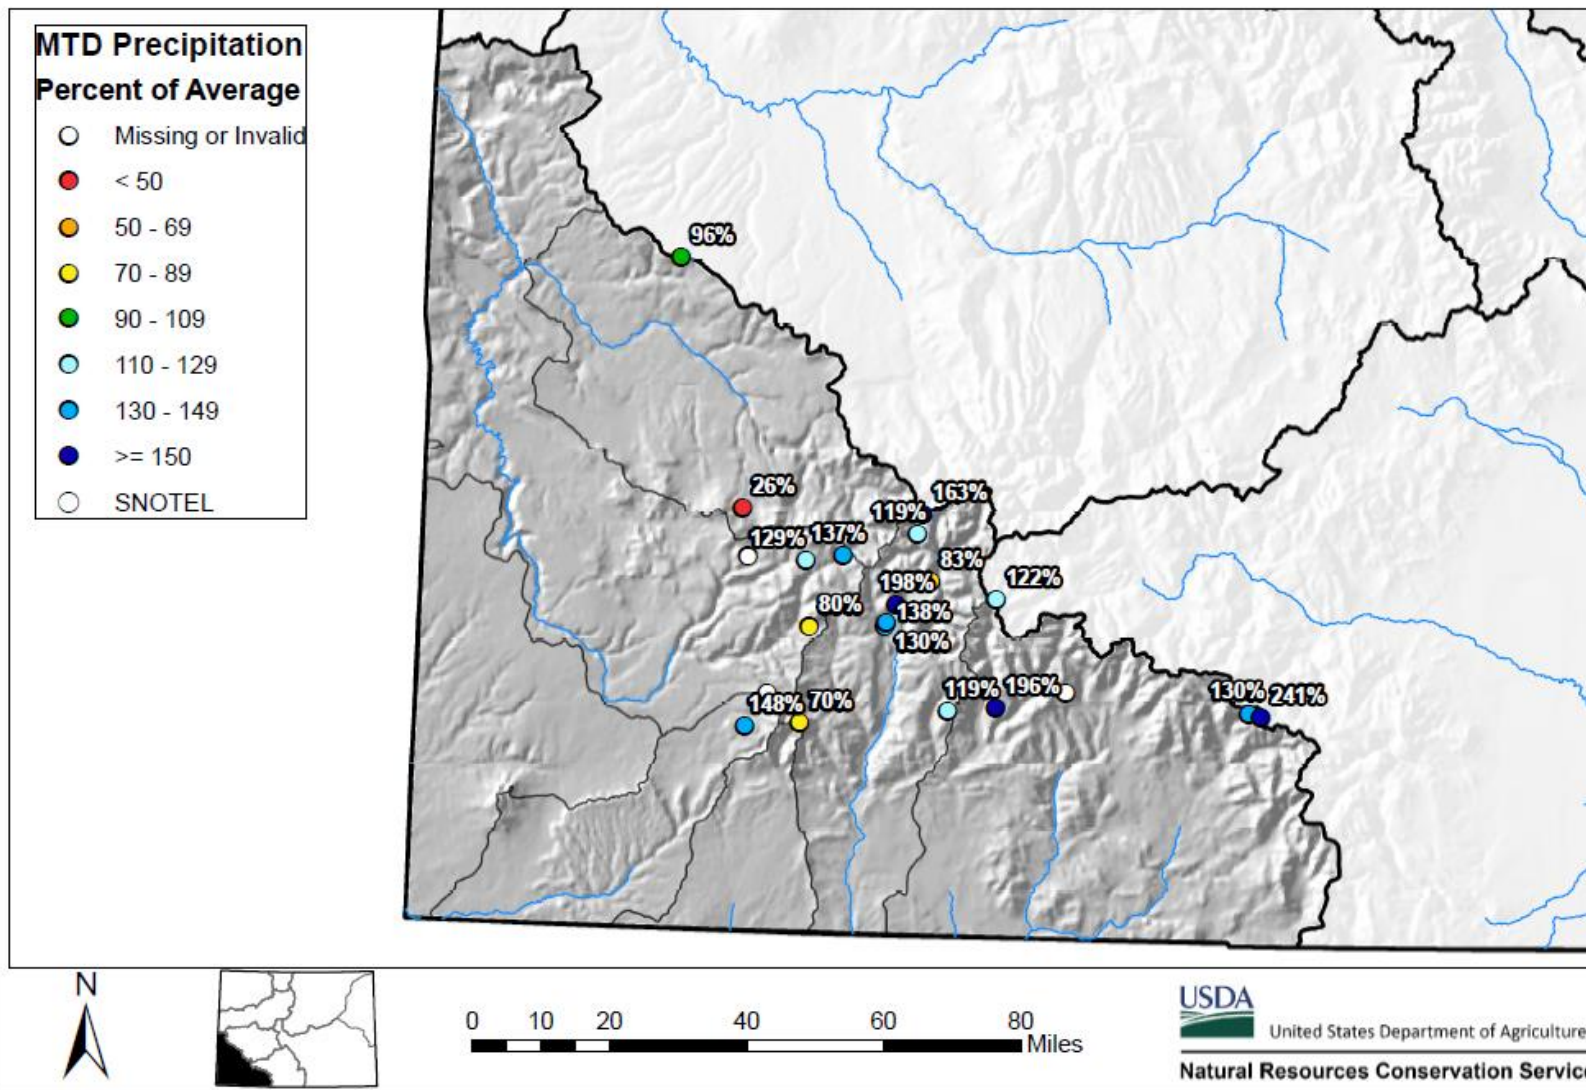 MTD Precipitation
Percent of Average
Missing or Invalid
< 50
50 - 69
70 - 89
90 - 109
110 - 129
130 - 149
>= 150
SNOTEL
96%
26%
163%
119%
129%
137%
83%
198%
122%
80%
138%
130%
148%
70%
119%
196%
130%
241%
N
0 10 20 40 60 80
Miles
USDA
United States Department of Agriculture
Natural Resources Conservation Service